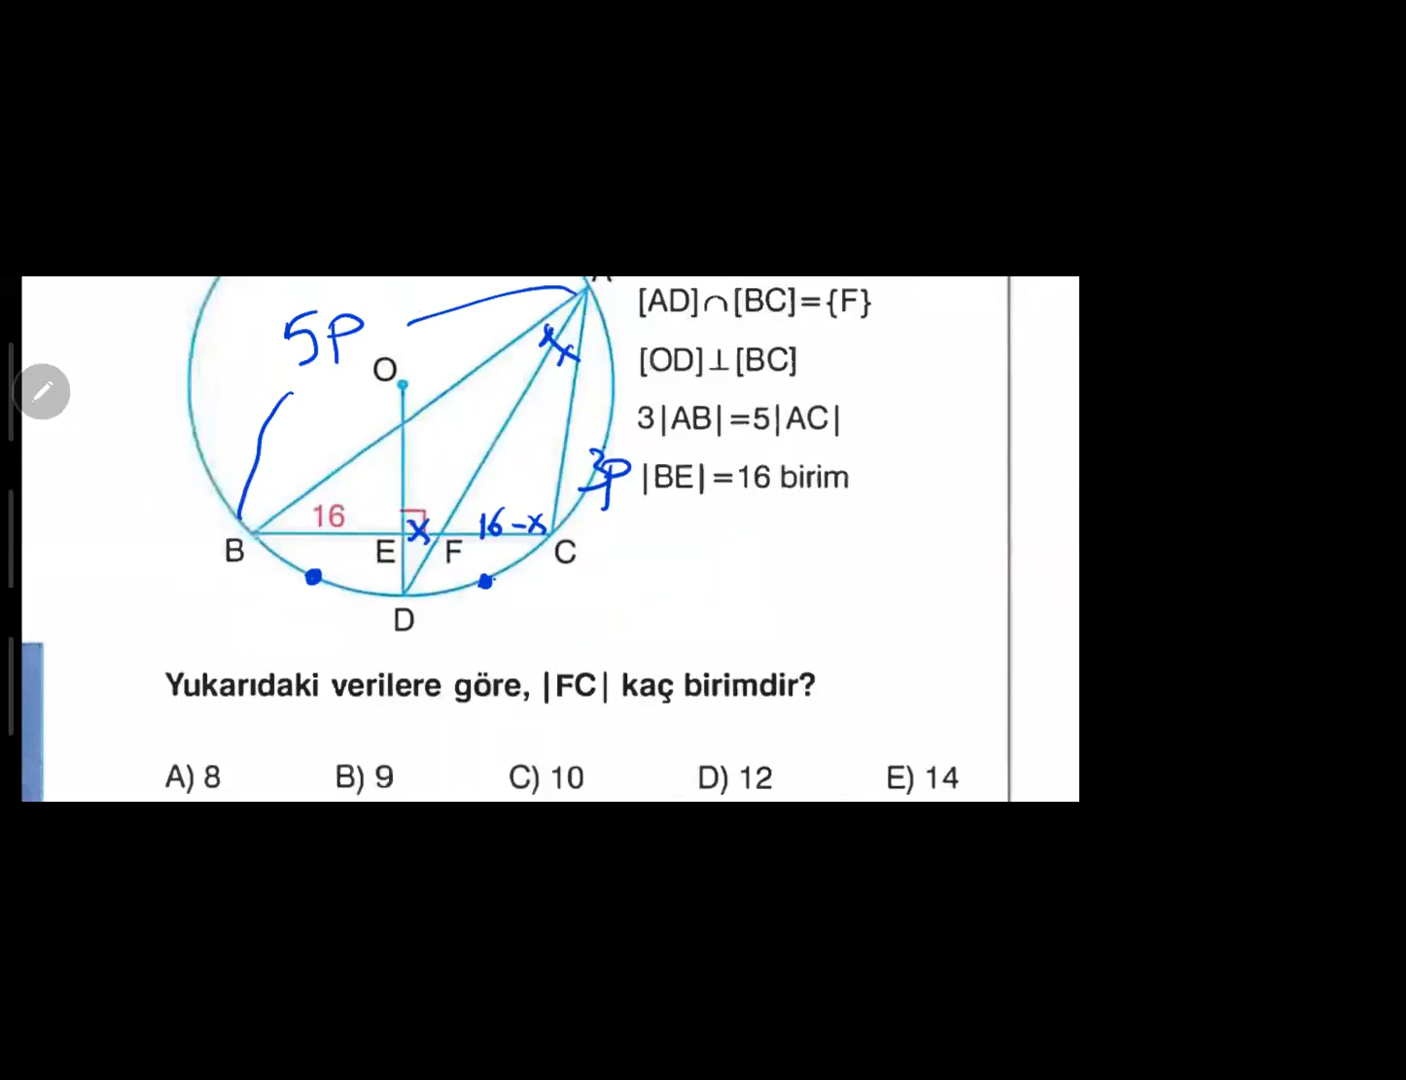 [AD]∩[BC]={F}
5P
O
[OD]⊥[BC]
x
x
3|AB|=5|AC|
3P
|BE|=16 birim
16
x
16-x
B
E
F
C
D
Yukarıdaki verilere göre, |FC| kaç birimdir?
A) 8 B) 9 C) 10 D) 12 E) 14